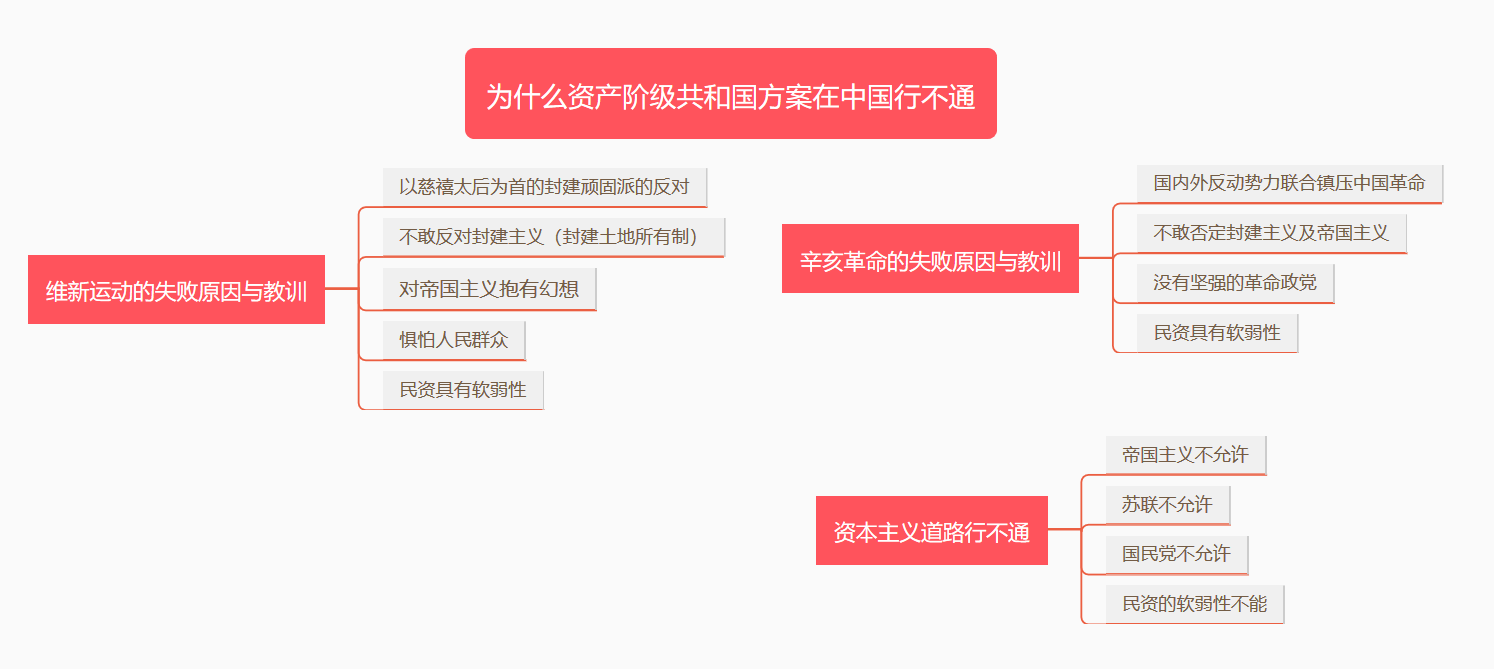 为什么资产阶级共和国方案在中国行不通
维新运动的失败原因与教训
以慈禧太后为首的封建顽固派的反对
不敢反对封建主义（封建土地所有制）
对帝国主义抱有幻想
惧怕人民群众
民资具有软弱性
辛亥革命的失败原因与教训
国内外反动势力联合镇压中国革命
不敢否定封建主义及帝国主义
没有坚强的革命政党
民资具有软弱性
资本主义道路行不通
帝国主义不允许
苏联不允许
国民党不允许
民资的软弱性不能